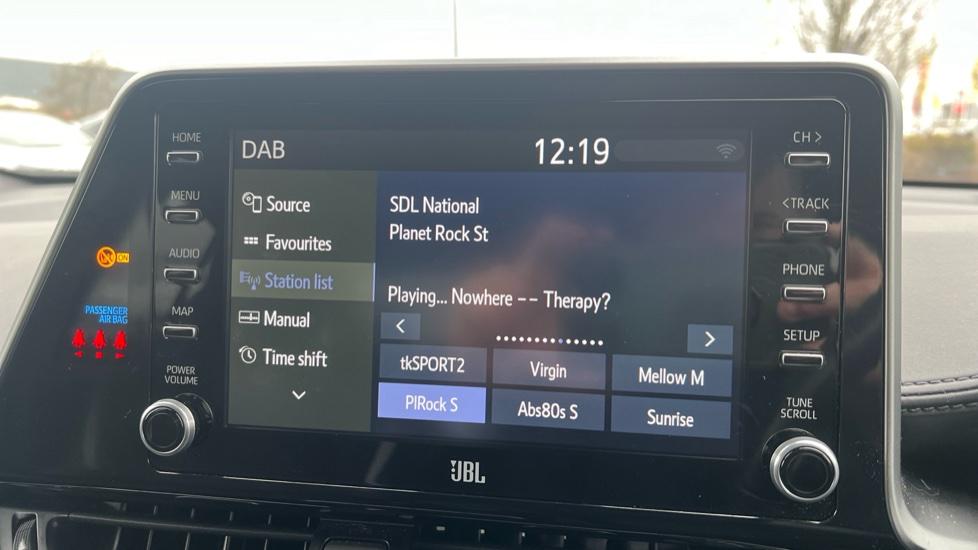 HOME
MENU
AUDIO
MAP
POWER
VOLUME
ON
PASSENGER
AIR BAG
DAB
12:19
Source
Favourites
Station list
Manual
Time shift
SDL National
Planet Rock St
Playing... Nowhere -- Therapy?
<
>
tkSPORT2
Virgin
Mellow M
PlRock S
Abs80s S
Sunrise
CH >
< TRACK
PHONE
SETUP
TUNE
SCROLL
JBL